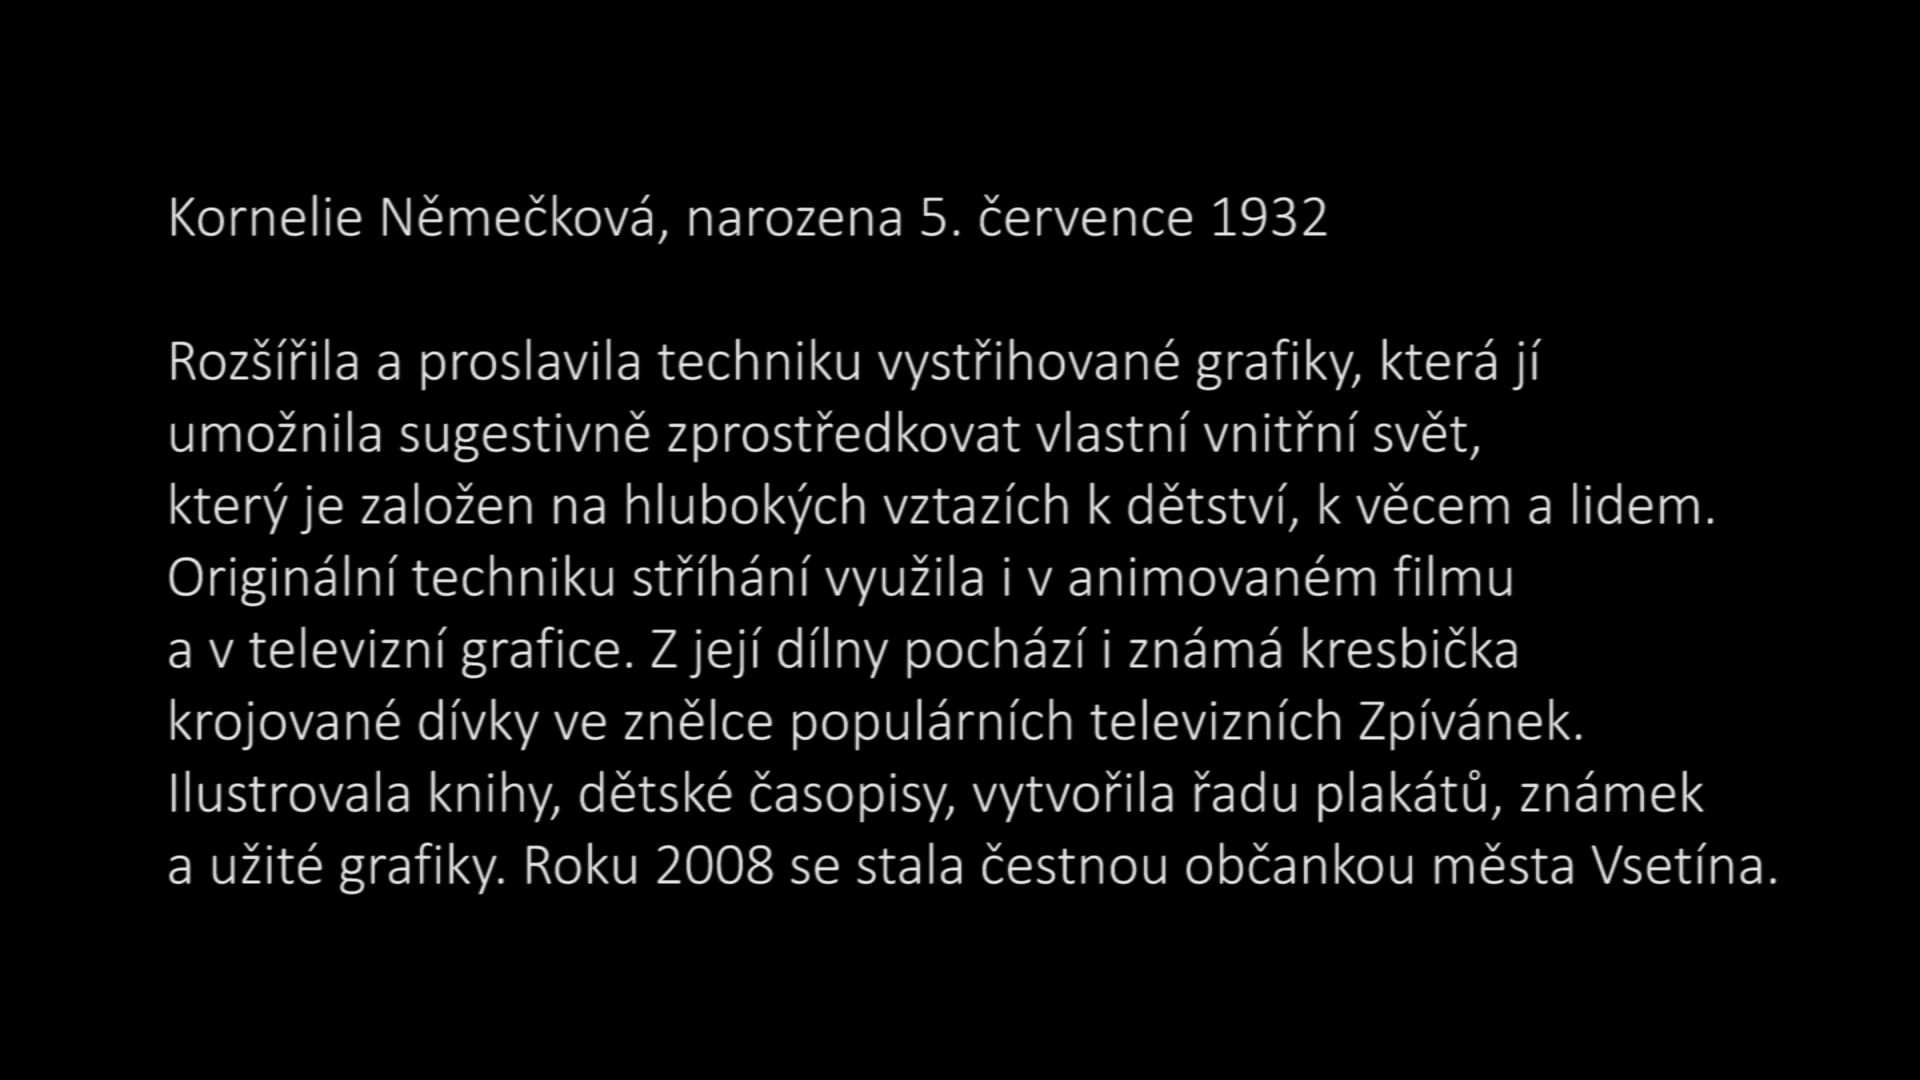 Kornelie Němečková, narozena 5. července 1932
Rozšířila a proslavila techniku vystřihované grafiky, která jí
umožnila sugestivně zprostředkovat vlastní vnitřní svět,
který je založen na hlubokých vztazích k dětství, k věcem a lidem.
Originální techniku stříhání využila i v animovaném filmu
a v televizní grafice. Z její dílny pochází i známá kresbička
krojované dívky ve znělce populárních televizních Zpívánek.
Ilustrovala knihy, dětské časopisy, vytvořila řadu plakátů, známek
a užité grafiky. Roku 2008 se stala čestnou občankou města Vsetína.